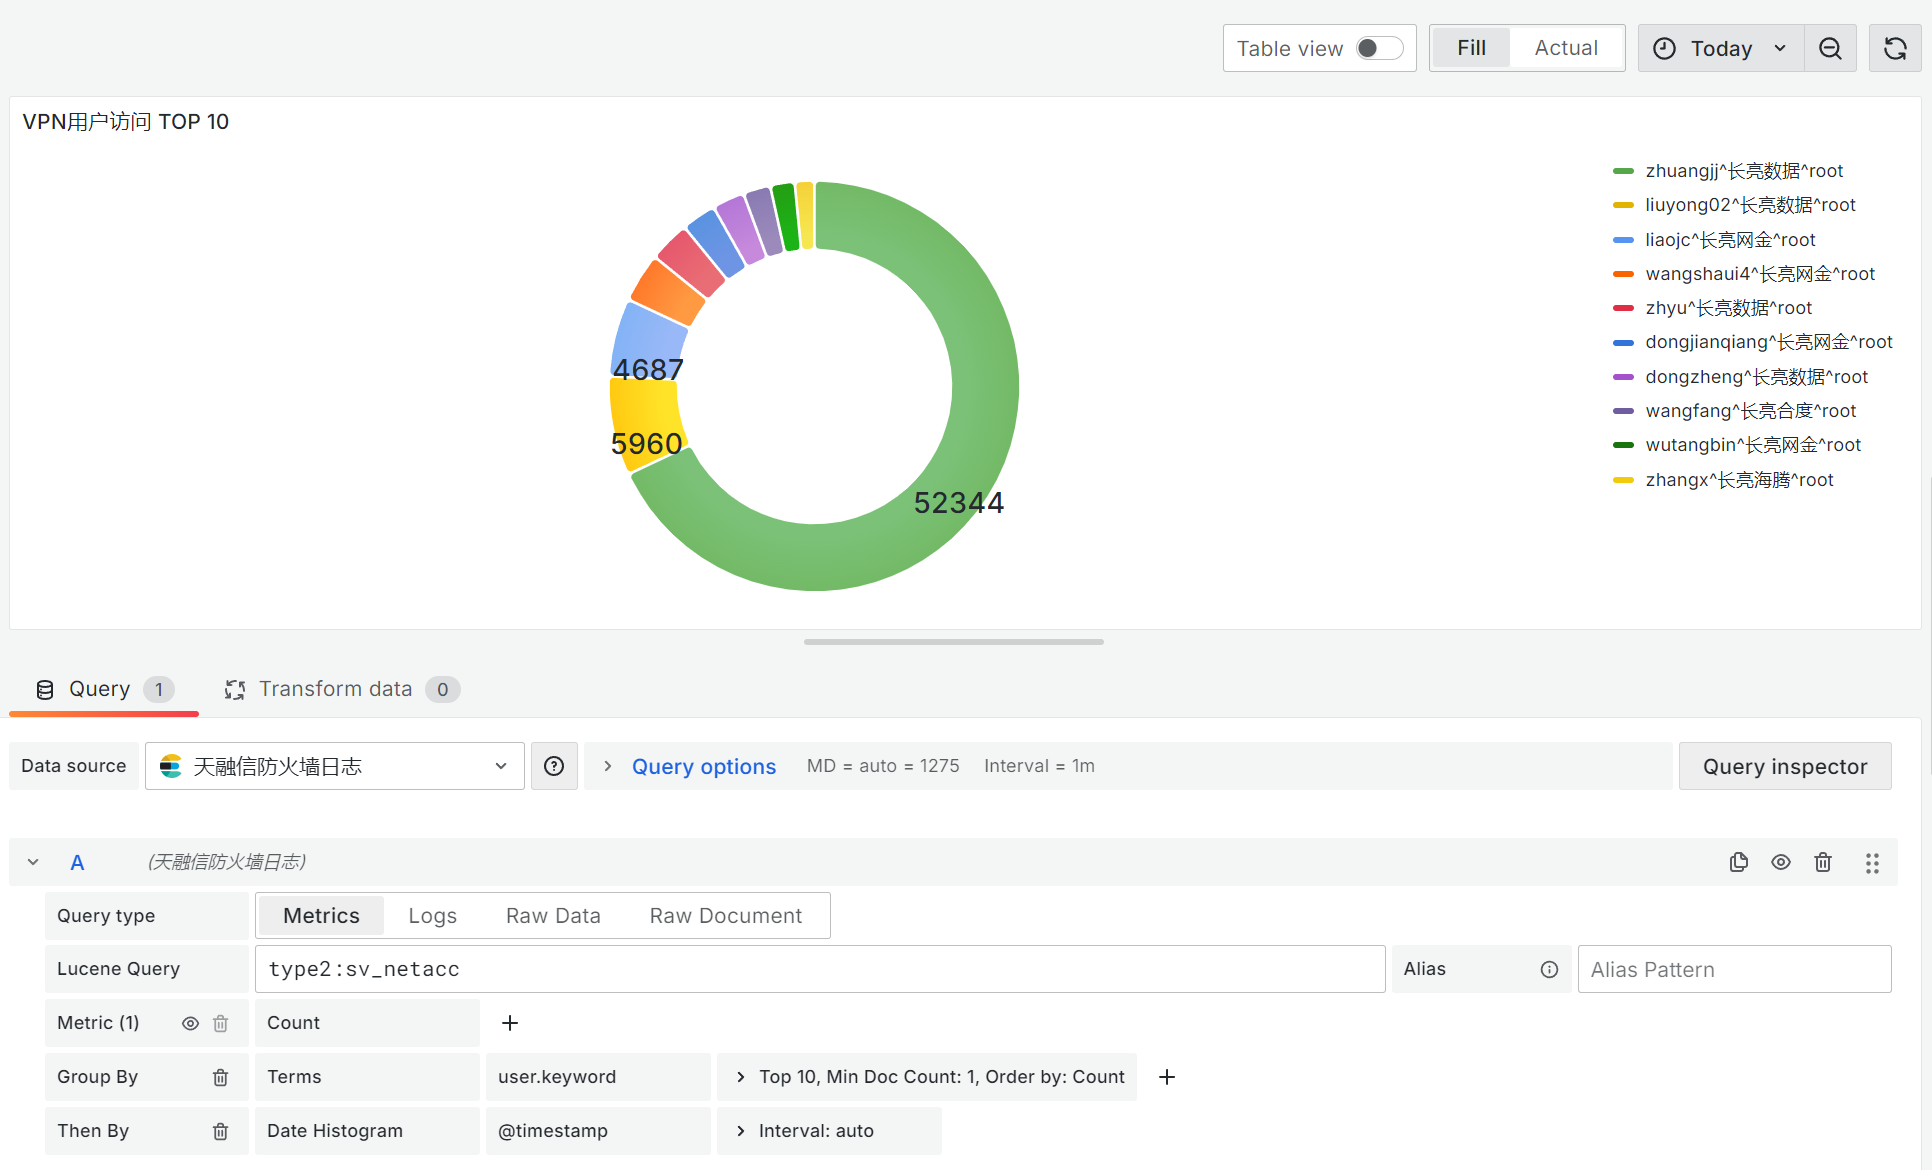 Table view
Fill
Actual
Today
VPN用户访问 TOP 10
zhuangjj^长亮数据^root
liuyong02^长亮数据^root
liaojc^长亮网金^root
wangshaui4^长亮网金^root
zhyu^长亮数据^root
dongjianqiang^长亮网金^root
dongzheng^长亮数据^root
wangfang^长亮合度^root
wutangbin^长亮网金^root
zhangx^长亮海腾^root
4687
5960
52344
Query 1
Transform data 0
Data source
天融信防火墙日志
Query options
MD = auto = 1275
Interval = 1m
Query inspector
A
(天融信防火墙日志)
Query type
Metrics
Logs
Raw Data
Raw Document
Lucene Query
type2:sv_netacc
Alias
Alias Pattern
Metric (1)
Count
Group By
Terms
user.keyword
Top 10, Min Doc Count: 1, Order by: Count
Then By
Date Histogram
@timestamp
Interval: auto